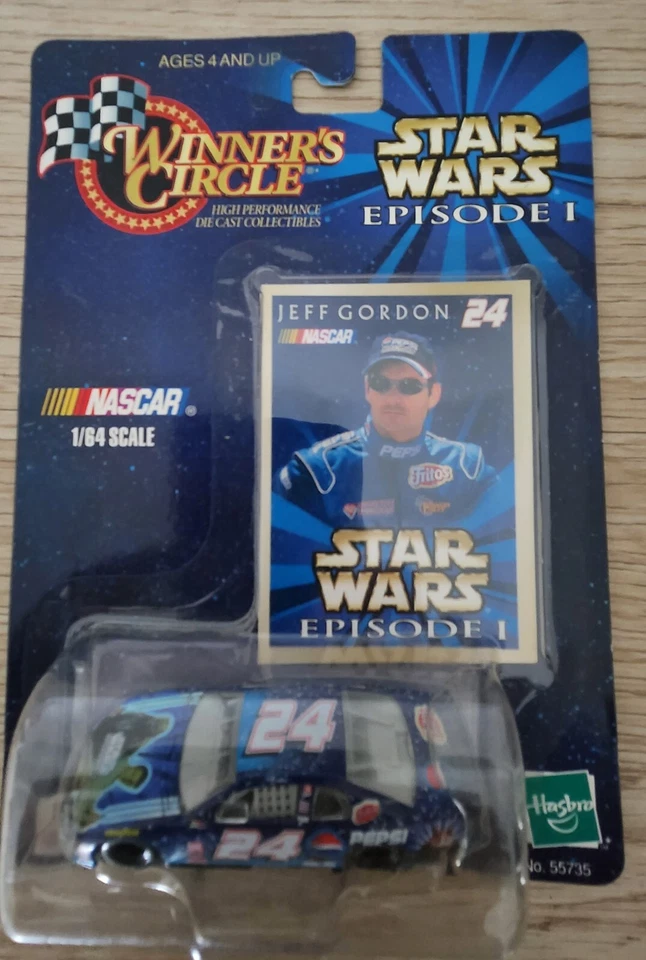 AGES 4 AND UP
WINNER'S
CIRCLE
HIGH PERFORMANCE
DIE CAST COLLECTIBLES
STAR
WARS
EPISODE I
NASCAR
1/64 SCALE
JEFF GORDON 24
NASCAR
PEPSI
Fritos
STAR
WARS
EPISODE I
24
24
PEPSI
Hasbro
No. 55735